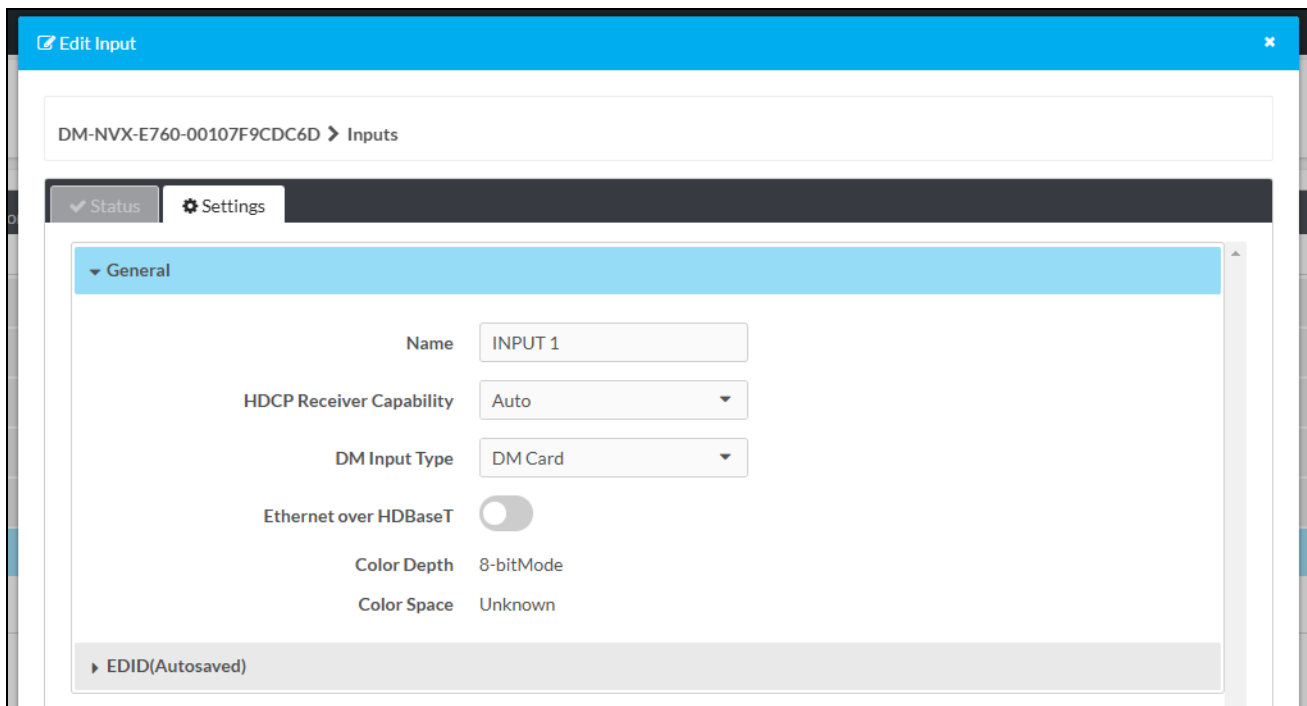 Edit Input
DM-NVX-E760-00107F9CDC6D > Inputs
Status
Settings
General
Name INPUT 1
HDCP Receiver Capability Auto
DM Input Type DM Card
Ethernet over HDBaseT
Color Depth 8-bitMode
Color Space Unknown
EDID(Autosaved)